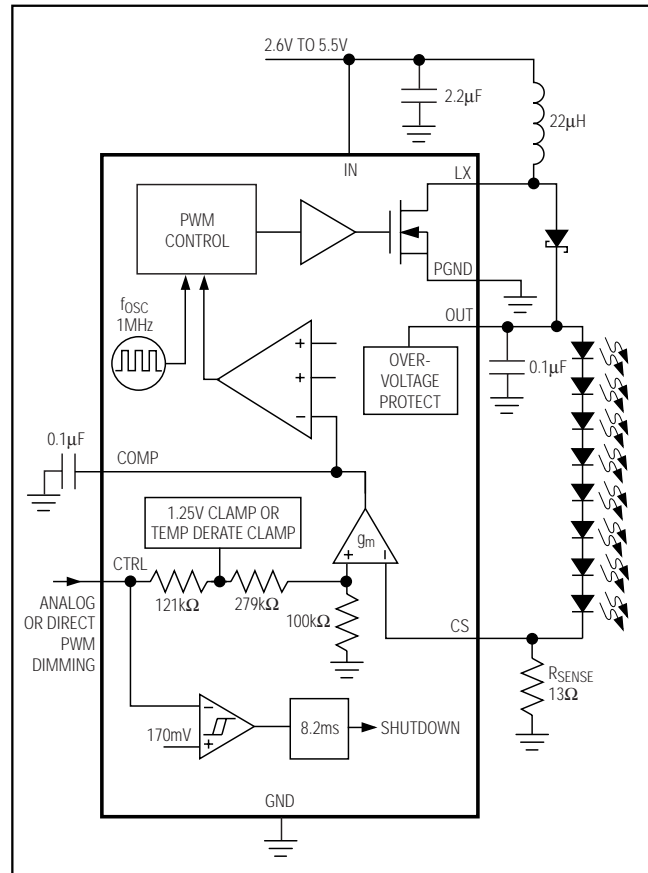 2.6V TO 5.5V
2.2µF
22µH
IN
LX
PWM
CONTROL
PGND
fOSC
1MHz
OUT
+
+
−
OVER-
VOLTAGE
PROTECT
0.1µF
0.1µF
COMP
1.25V CLAMP OR
TEMP DERATE CLAMP
gm
+
−
CTRL
121kΩ
279kΩ
100kΩ
ANALOG
OR DIRECT
PWM
DIMMING
CS
RSENSE
13Ω
−
170mV
+
8.2ms
SHUTDOWN
GND